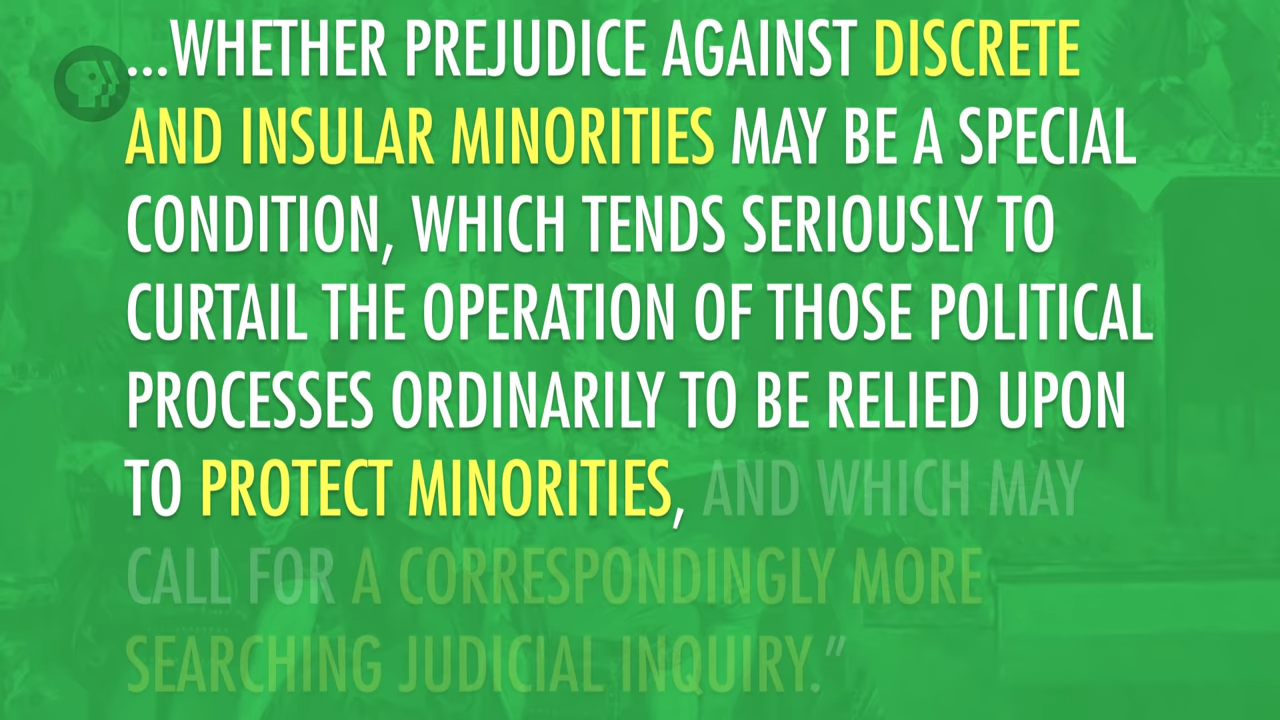 ...WHETHER PREJUDICE AGAINST DISCRETE
AND INSULAR MINORITIES MAY BE A SPECIAL
CONDITION, WHICH TENDS SERIOUSLY TO
CURTAIL THE OPERATION OF THOSE POLITICAL
PROCESSES ORDINARILY TO BE RELIED UPON
TO PROTECT MINORITIES, AND WHICH MAY
CALL FOR A CORRESPONDINGLY MORE
SEARCHING JUDICIAL INQUIRY.”